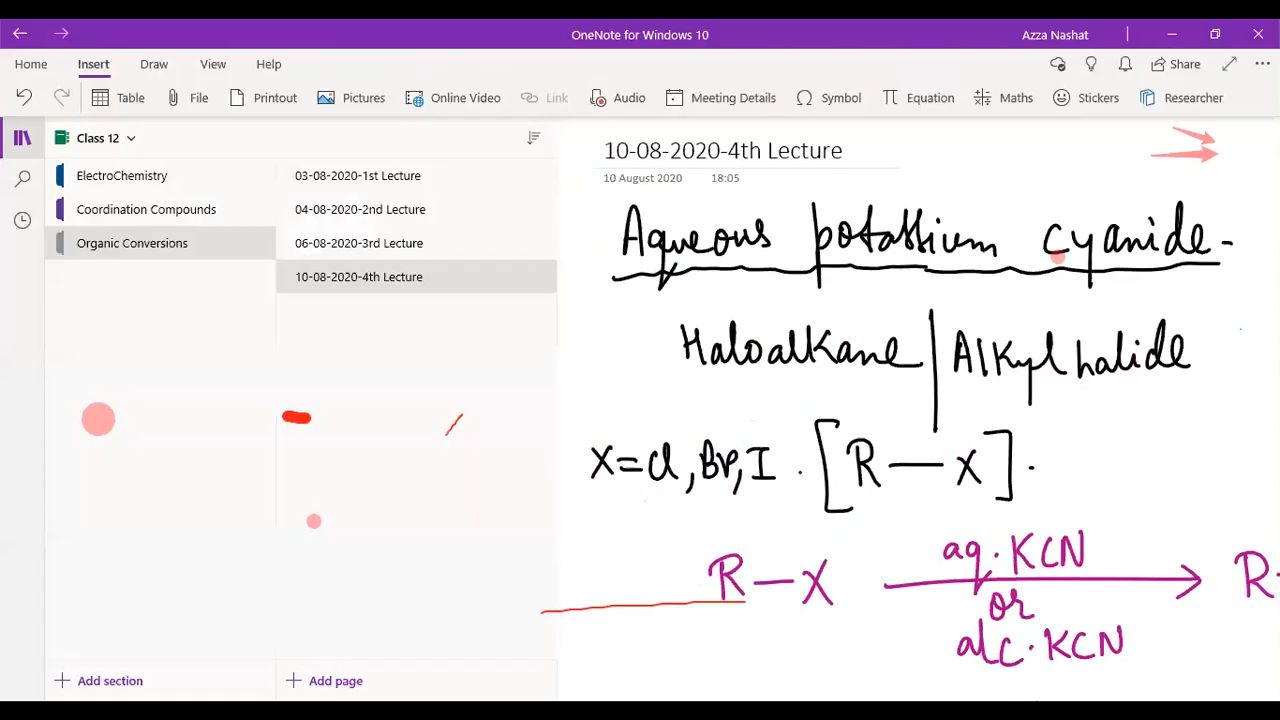 OneNote for Windows 10
Azza Nashat
Home Insert Draw View Help
Share
Table File Printout Pictures Online Video Link Audio Meeting Details Symbol Equation Maths Stickers Researcher
Class 12
ElectroChemistry
Coordination Compounds
Organic Conversions
03-08-2020-1st Lecture
04-08-2020-2nd Lecture
06-08-2020-3rd Lecture
10-08-2020-4th Lecture
Add section
Add page
10-08-2020-4th Lecture
10 August 2020 18:05
Aqueous potassium cyanide-
Haloalkane | Alkyl halide
X=Cl, Br, I . [R — X].
R — X aq. KCN R
or
alc. KCN